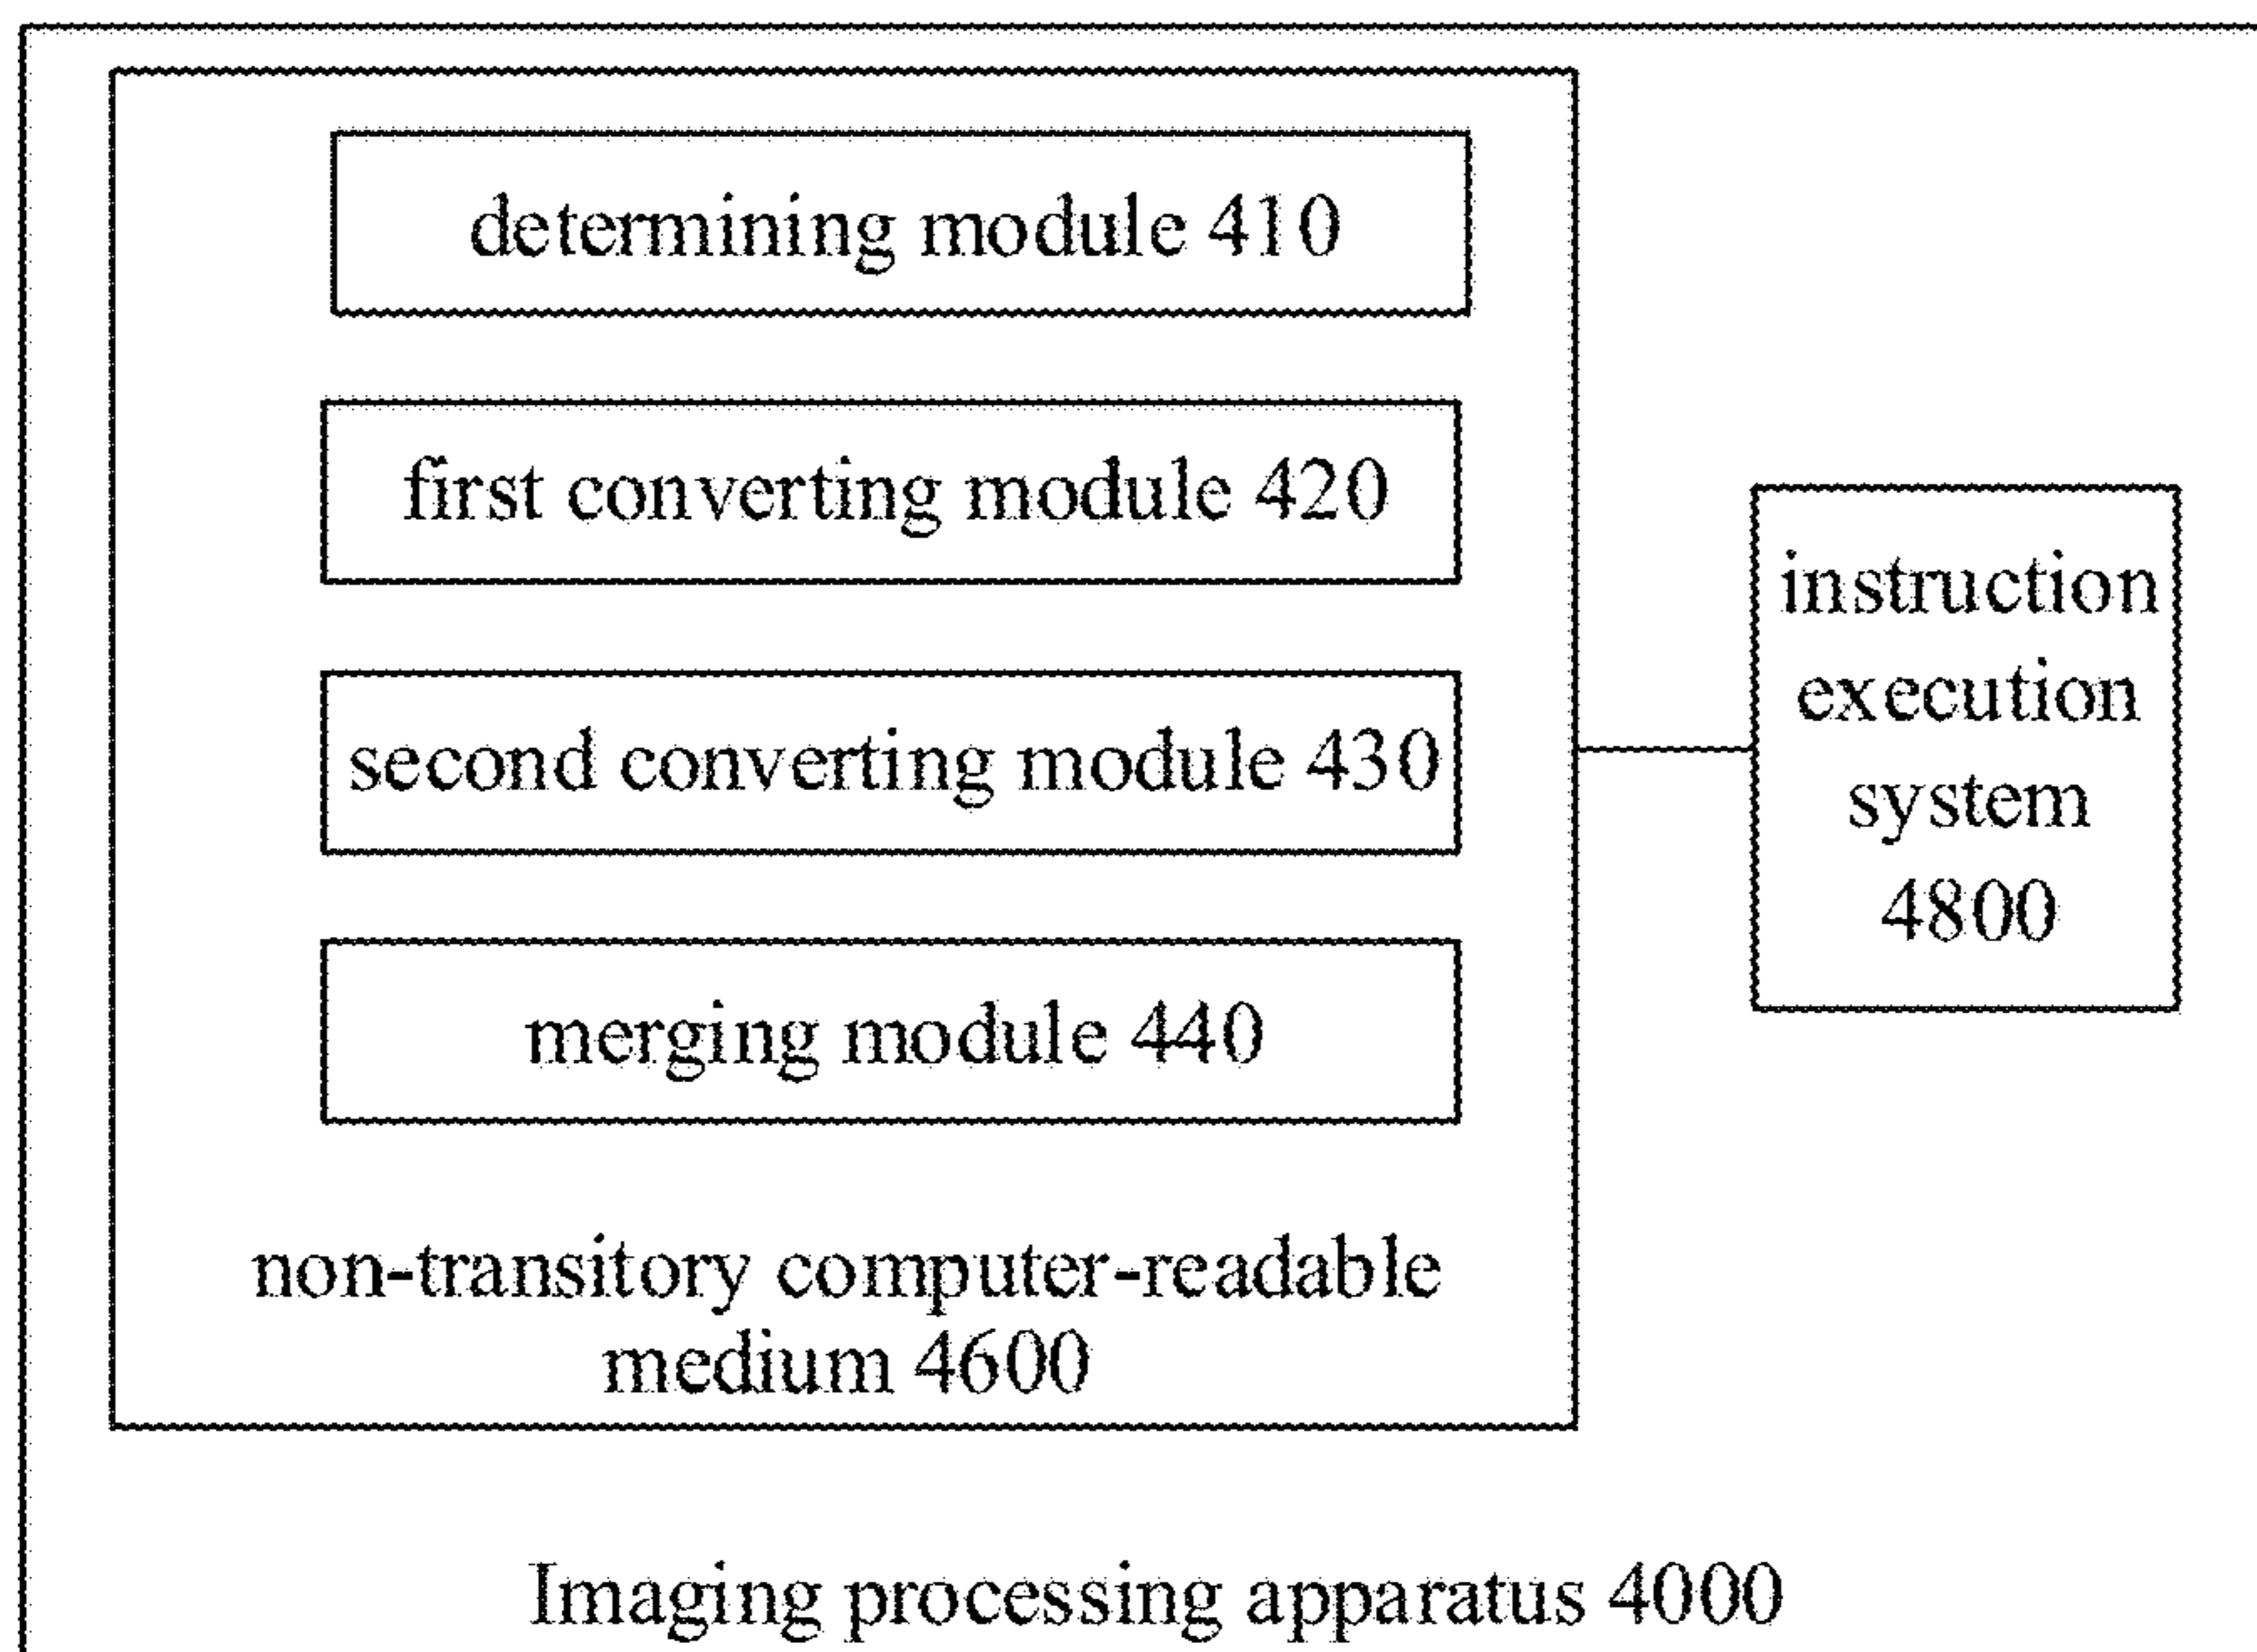 determining module 410
first converting module 420
second converting module 430
merging module 440
non-transitory computer-readable
medium 4600
instruction
execution
system
4800
Imaging processing apparatus 4000